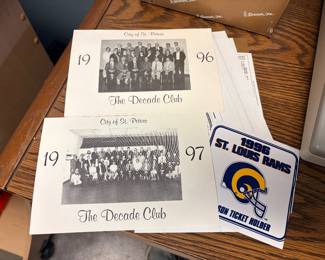 City of St. Peters
19 96
The Decade Club
City of St. Peters
19 97
The Decade Club
1996
ST. LOUIS RAMS
ON TICKET HOLDER